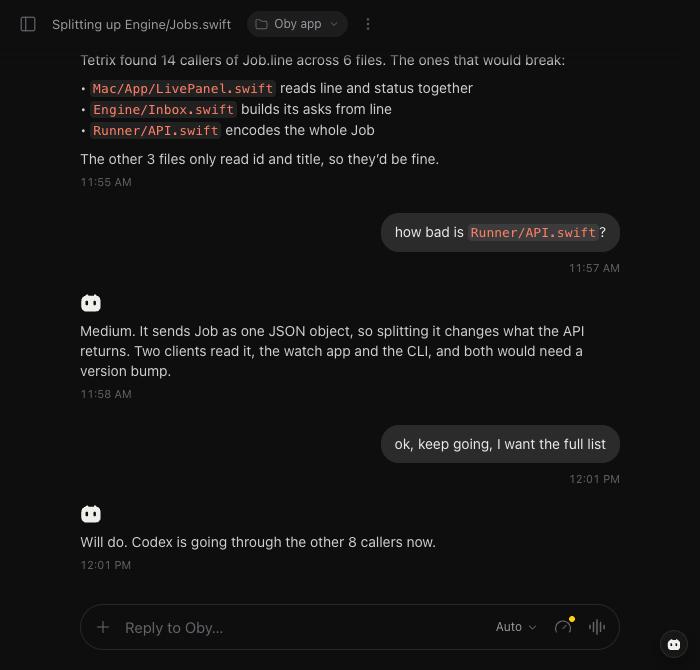 Splitting up Engine/Jobs.swift
Oby app
Tetrix found 14 callers of Job.line across 6 files. The ones that would break:
• Mac/App/LivePanel.swift reads line and status together
• Engine/Inbox.swift builds its asks from line
• Runner/API.swift encodes the whole Job
The other 3 files only read id and title, so they’d be fine.
11:55 AM
how bad is Runner/API.swift?
11:57 AM
Medium. It sends Job as one JSON object, so splitting it changes what the API
returns. Two clients read it, the watch app and the CLI, and both would need a
version bump.
11:58 AM
ok, keep going, I want the full list
12:01 PM
Will do. Codex is going through the other 8 callers now.
12:01 PM
Reply to Oby...
Auto